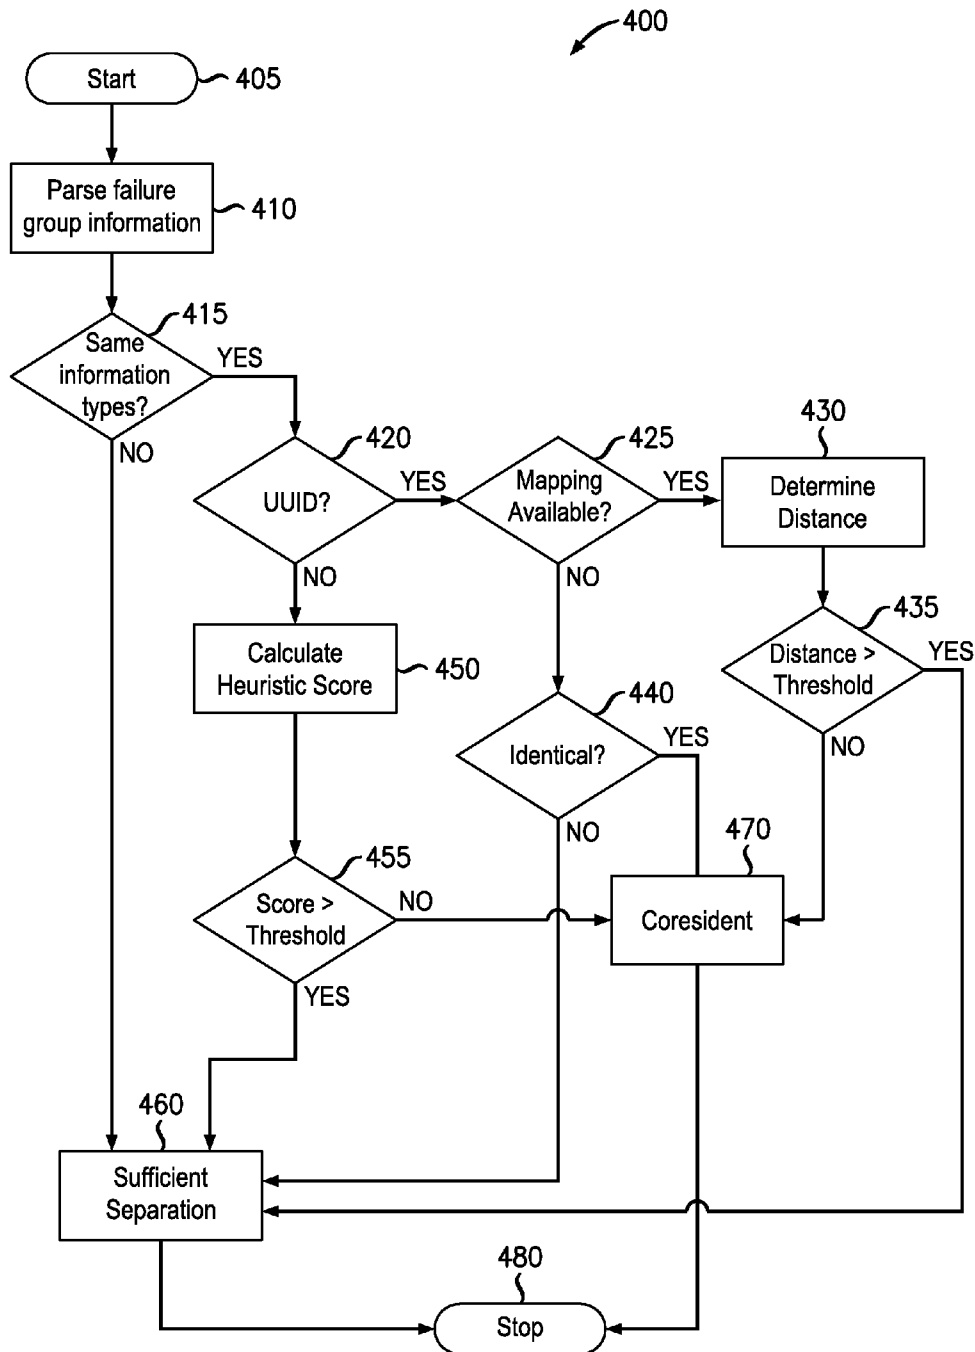 400
Start
405
Parse failure
group information
410
415
Same
information
types?
YES
NO
420
UUID?
YES
NO
425
Mapping
Available?
YES
NO
430
Determine
Distance
435
Distance >
Threshold
YES
NO
Calculate
Heuristic Score
450
440
Identical?
YES
NO
455
Score >
Threshold
NO
YES
470
Coresident
460
Sufficient
Separation
480
Stop